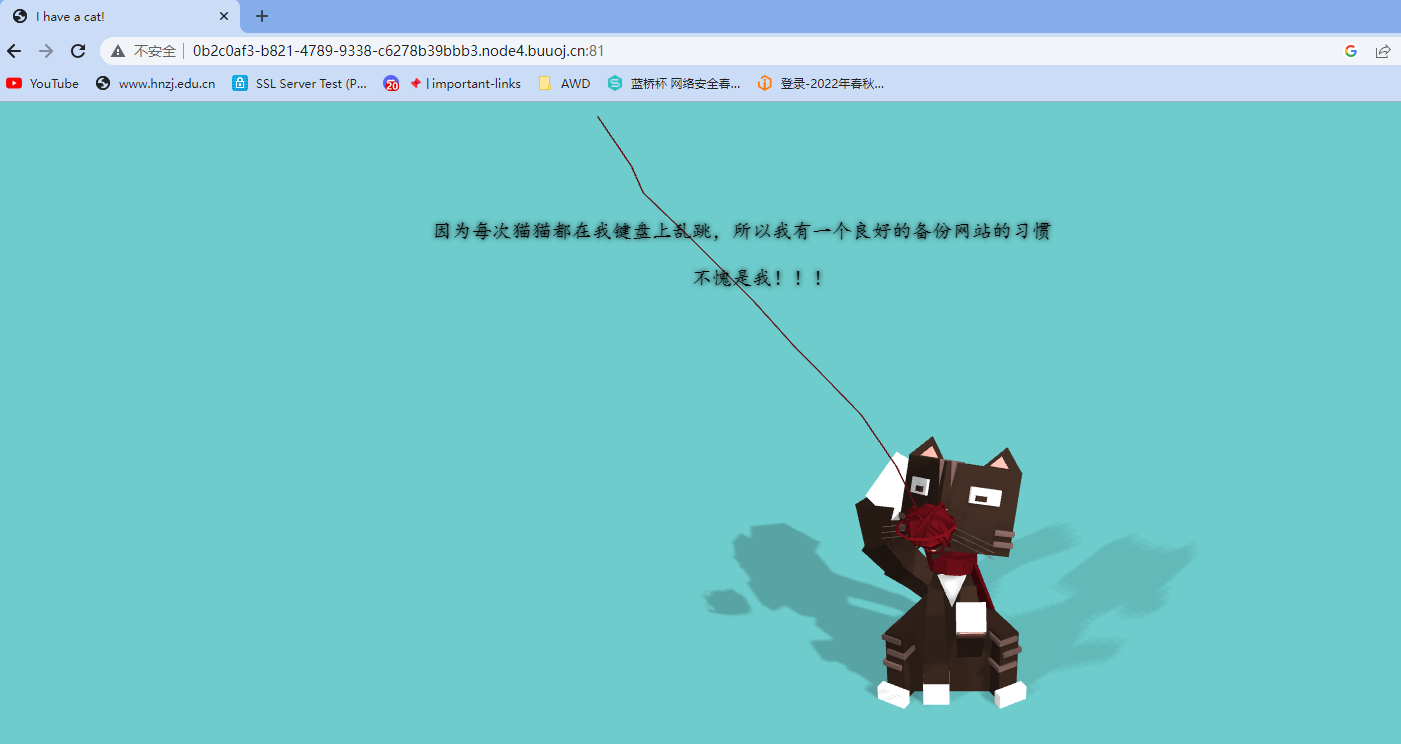 I have a cat!
不安全
0b2c0af3-b821-4789-9338-c6278b39bbb3.node4.buuoj.cn:81
YouTube
www.hnzj.edu.cn
SSL Server Test (P...
20
| important-links
AWD
蓝桥杯 网络安全春...
登录-2022年春秋...
因为每次猫猫都在我键盘上乱跳，所以我有一个良好的备份网站的习惯
不愧是我！！！